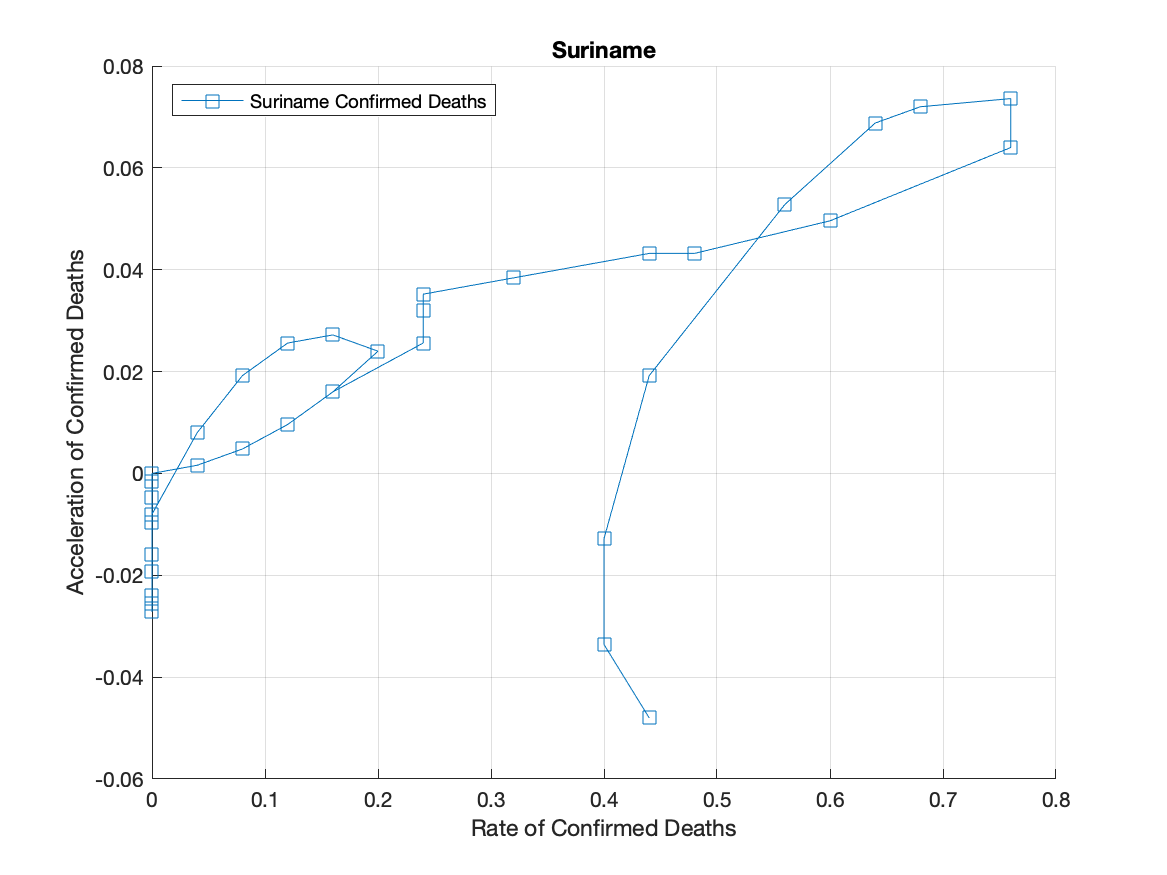 Suriname
Suriname Confirmed Deaths
0.08
0.06
0.04
0.02
0
-0.02
-0.04
-0.06
Acceleration of Confirmed Deaths
0 0.1 0.2 0.3 0.4 0.5 0.6 0.7 0.8
Rate of Confirmed Deaths